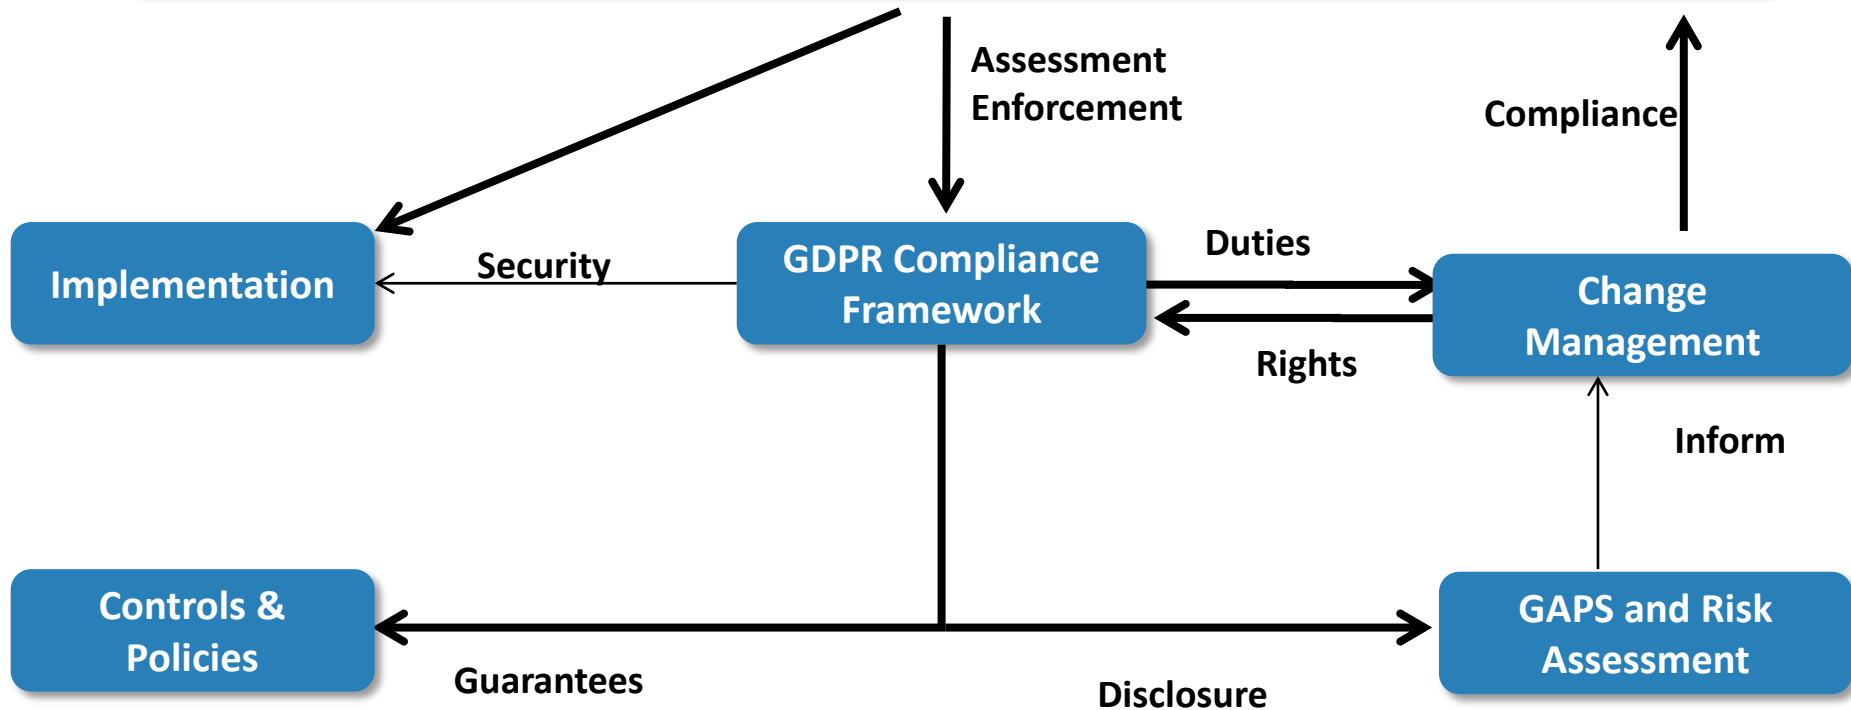 Assessment
Enforcement
Compliance
Implementation
Security
GDPR Compliance
Framework
Duties
Rights
Change
Management
Inform
Controls &
Policies
Guarantees
Disclosure
GAPS and Risk
Assessment